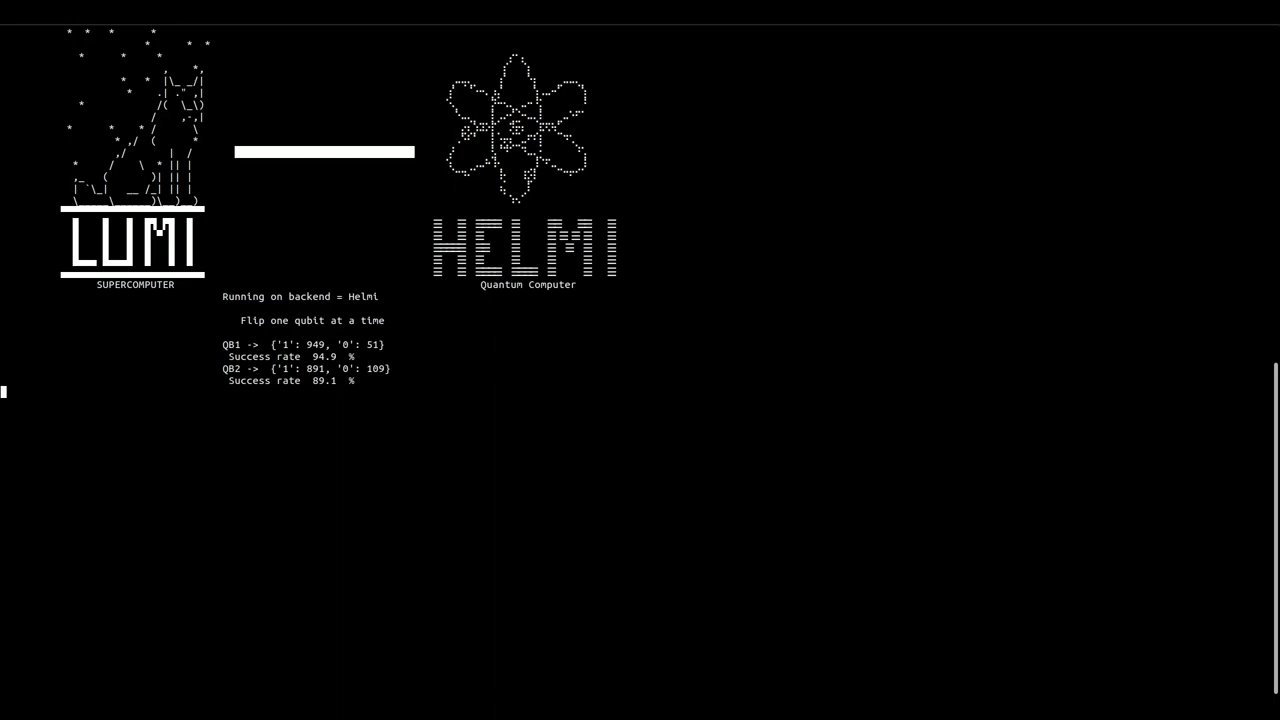 LUMI
HELMI
SUPERCOMPUTER
Quantum Computer
Running on backend = Helmi
Flip one qubit at a time
QB1 -> {'1': 949, '0': 51}
Success rate 94.9 %
QB2 -> {'1': 891, '0': 109}
Success rate 89.1 %